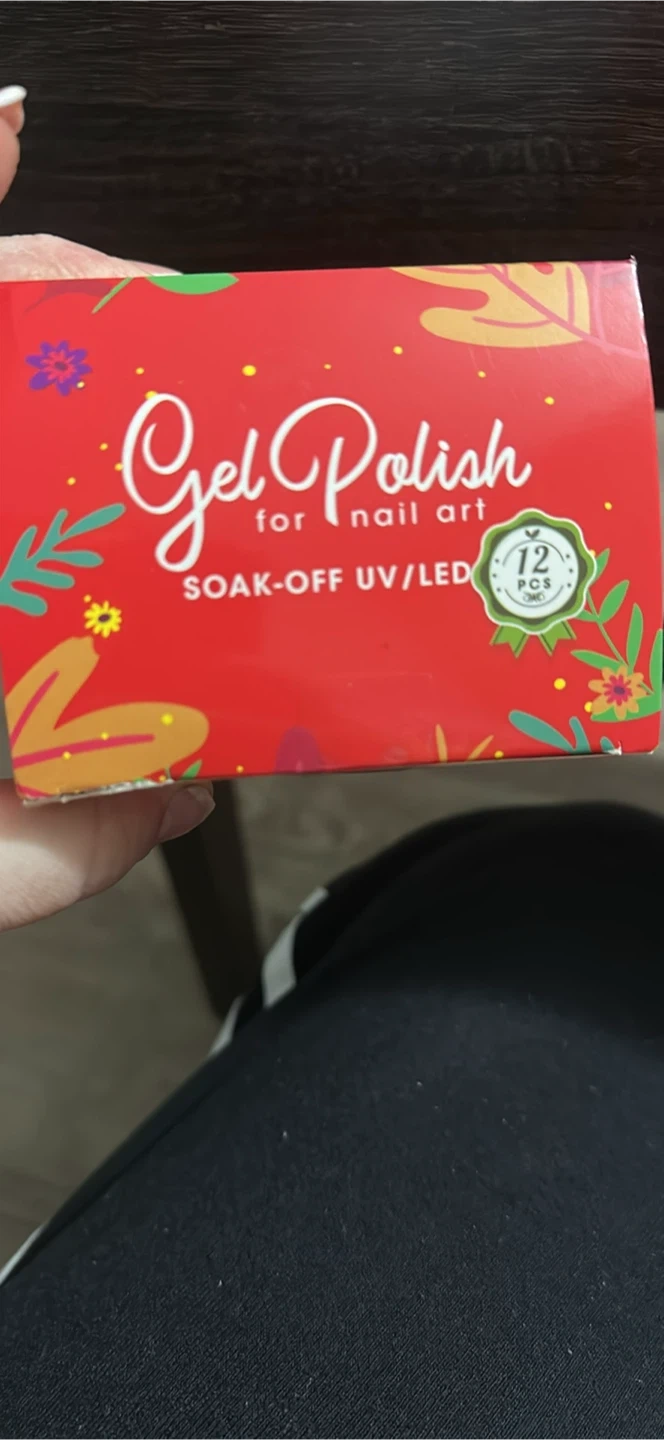 Gel Polish
for nail art
SOAK-OFF UV/LED
12
PCS